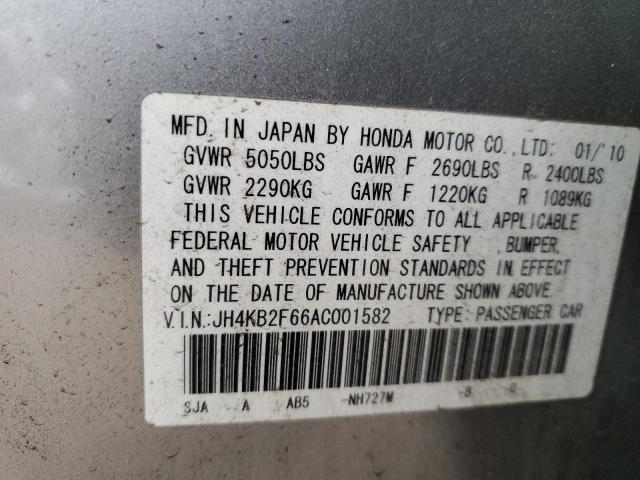 MFD. IN JAPAN BY HONDA MOTOR CO.,LTD; 01/'10
GVWR 5050LBS GAWR F 2690LBS R 2400LBS
GVWR 2290KG GAWR F 1220KG R 1089KG
THIS VEHICLE CONFORMS TO ALL APPLICABLE
FEDERAL MOTOR VEHICLE SAFETY ,BUMPER,
AND THEFT PREVENTION STANDARDS IN EFFECT
ON THE DATE OF MANUFACTURE SHOWN ABOVE.
V.I.N.:JH4KB2F66AC001582 TYPE: PASSENGER CAR
SJA A AB5 -NH727M -B -C